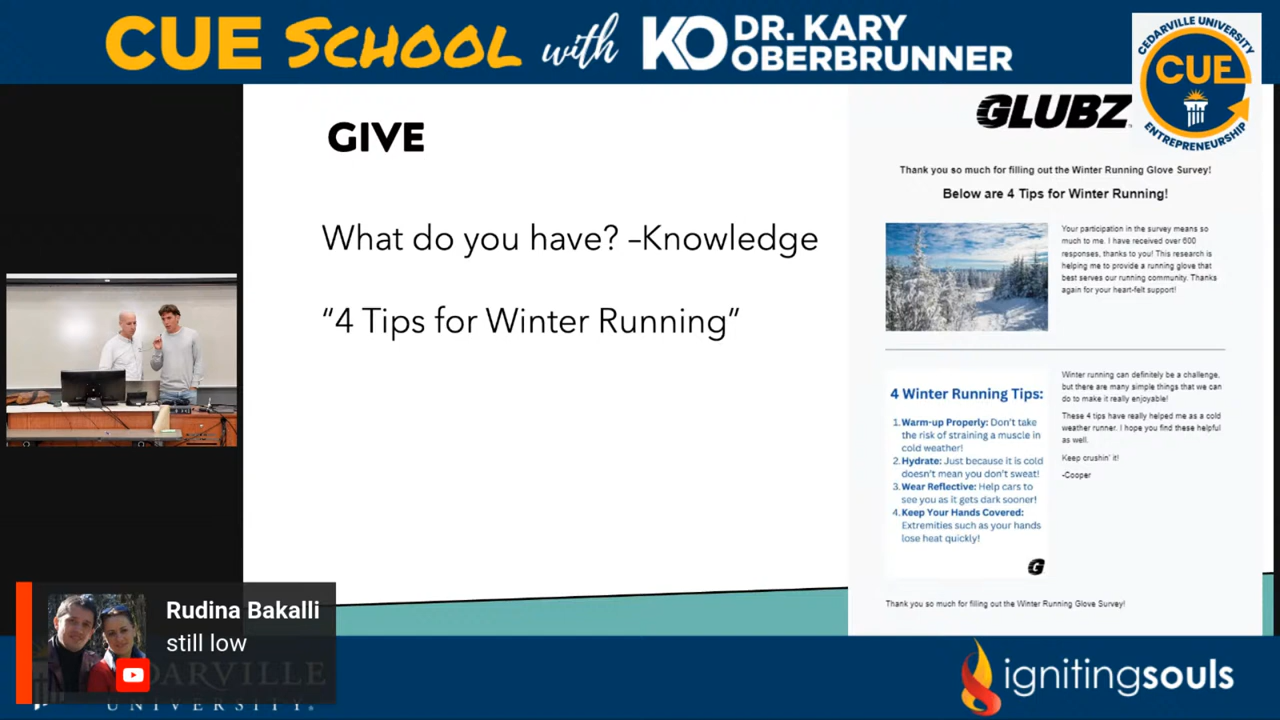 CUE SCHOOL with KO DR. KARY OBERBRUNNER
CEDARVILLE UNIVERSITY
CUE
ENTREPRENEURSHIP
GIVE
What do you have? –Knowledge
“4 Tips for Winter Running”
GLUBZ
Thank you so much for filling out the Winter Running Glove Survey!
Below are 4 Tips for Winter Running!
Your participation in the survey means so
much to me. I have received over 600
responses, thanks to you! This research is
helping me to provide a running glove that
best serves our running community. Thanks
again for your heart-felt support!
4 Winter Running Tips:
1. Warm-up Properly: Don't take
the risk of straining a muscle in
cold weather!
2. Hydrate: Just because it is cold
doesn't mean you don't sweat!
3. Wear Reflective: Help cars to
see you as it gets dark sooner!
4. Keep Your Hands Covered:
Extremities such as your hands
lose heat quickly!
G
Winter running can definitely be a challenge,
but there are many simple things that we can
do to make it really enjoyable!
These 4 tips have really helped me as a cold
weather runner. I hope you find these helpful
as well.
Keep crushin' it!
-Cooper
Thank you so much for filling out the Winter Running Glove Survey!
Rudina Bakalli
still low
DARVILLE
UNIVERSITY®
ignitingsouls